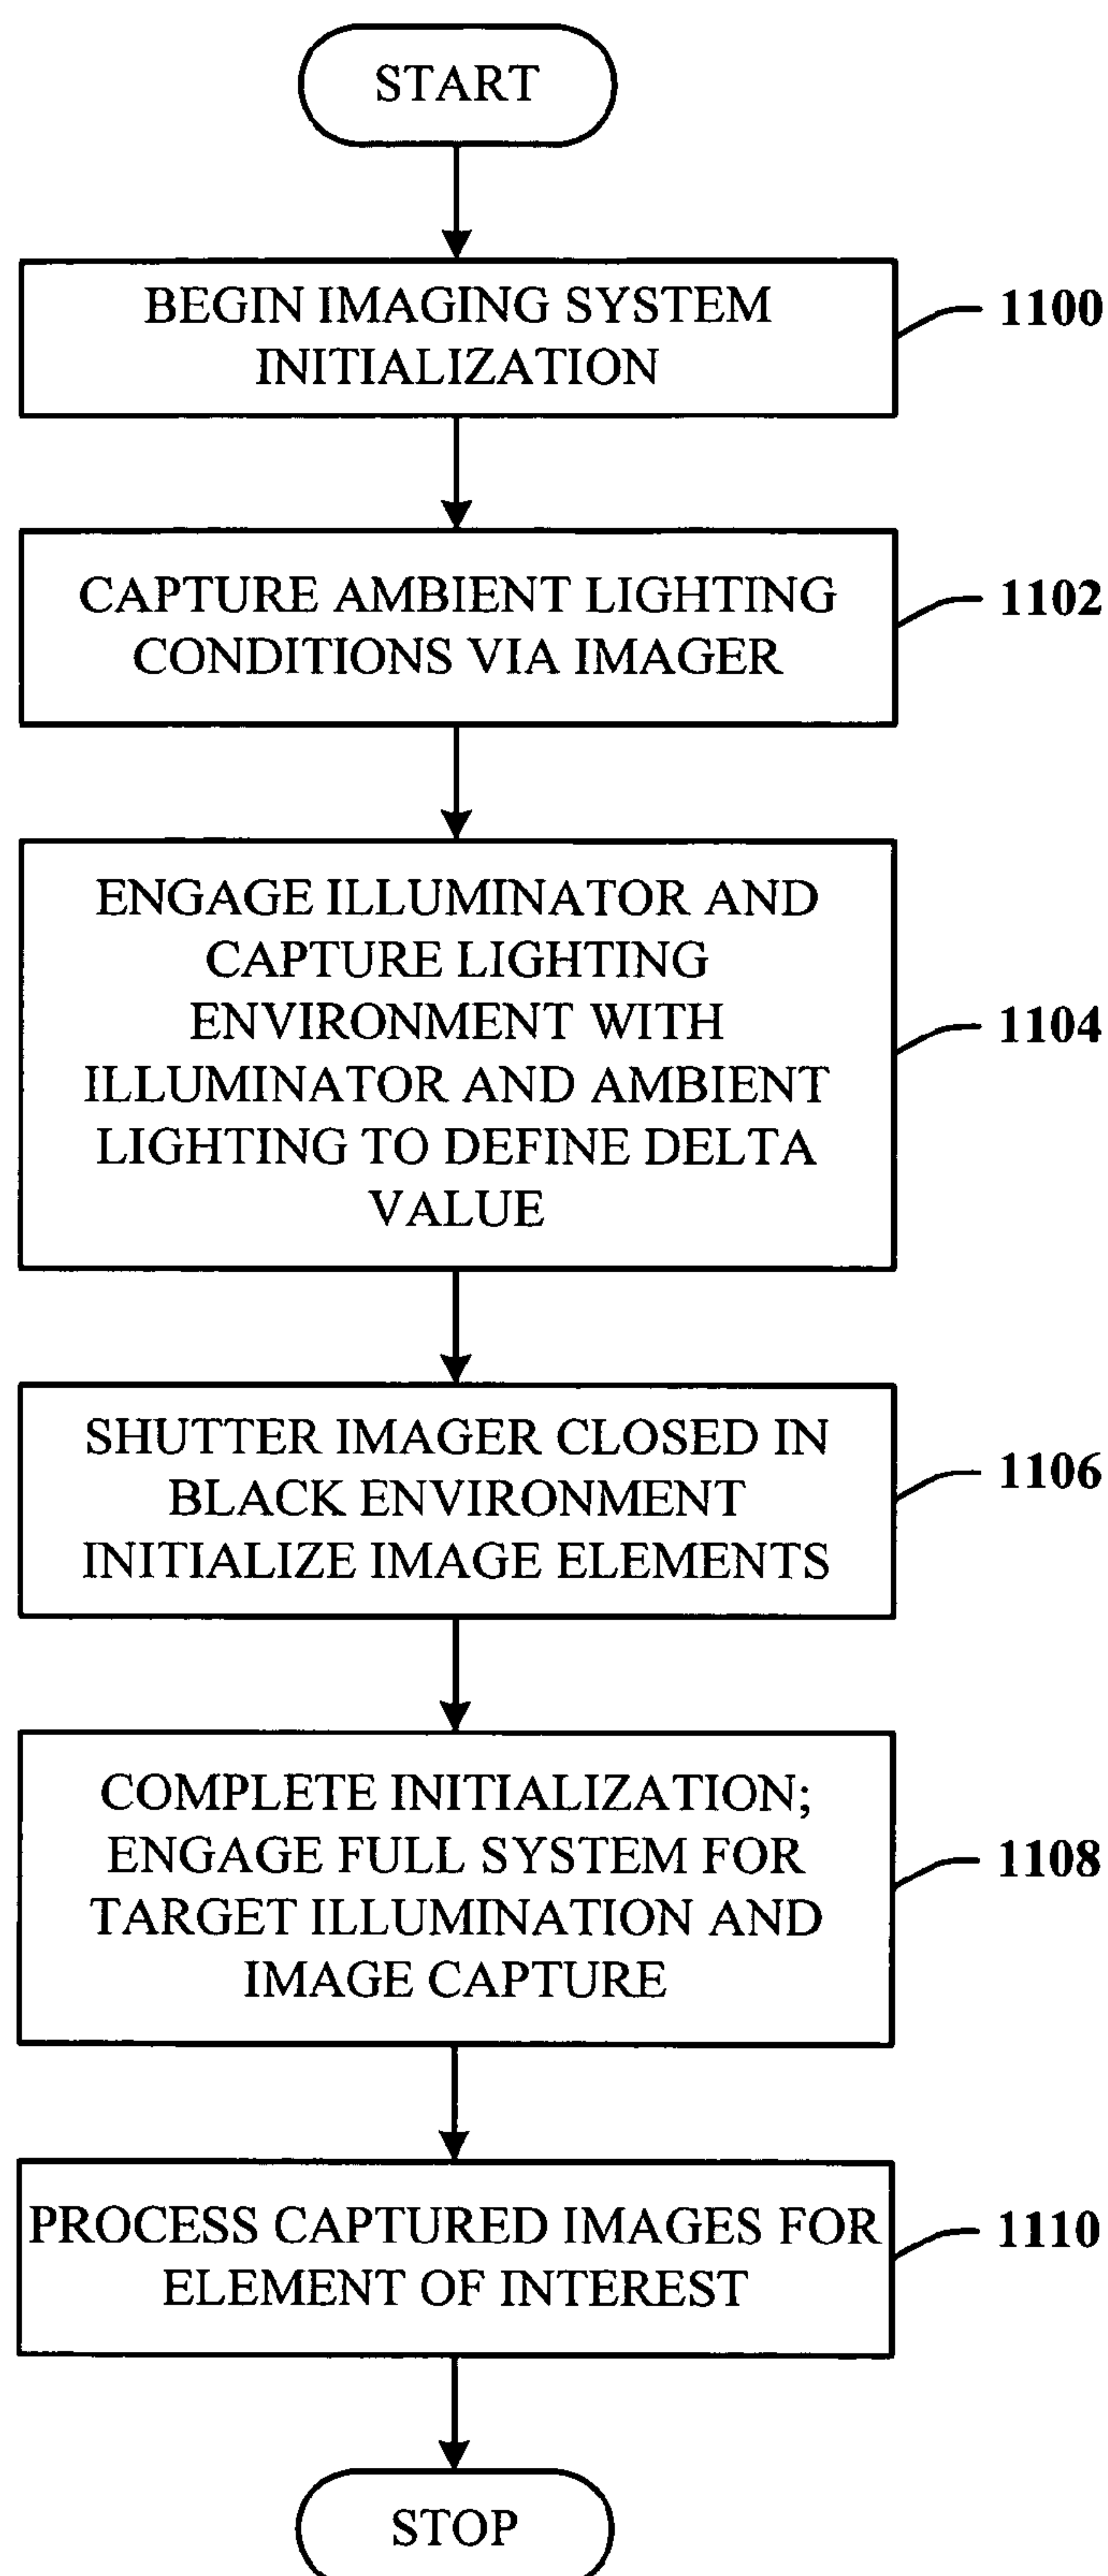 START
BEGIN IMAGING SYSTEM
INITIALIZATION
1100
CAPTURE AMBIENT LIGHTING
CONDITIONS VIA IMAGER
1102
ENGAGE ILLUMINATOR AND
CAPTURE LIGHTING
ENVIRONMENT WITH
ILLUMINATOR AND AMBIENT
LIGHTING TO DEFINE DELTA
VALUE
1104
SHUTTER IMAGER CLOSED IN
BLACK ENVIRONMENT
INITIALIZE IMAGE ELEMENTS
1106
COMPLETE INITIALIZATION;
ENGAGE FULL SYSTEM FOR
TARGET ILLUMINATION AND
IMAGE CAPTURE
1108
PROCESS CAPTURED IMAGES FOR
ELEMENT OF INTEREST
1110
STOP